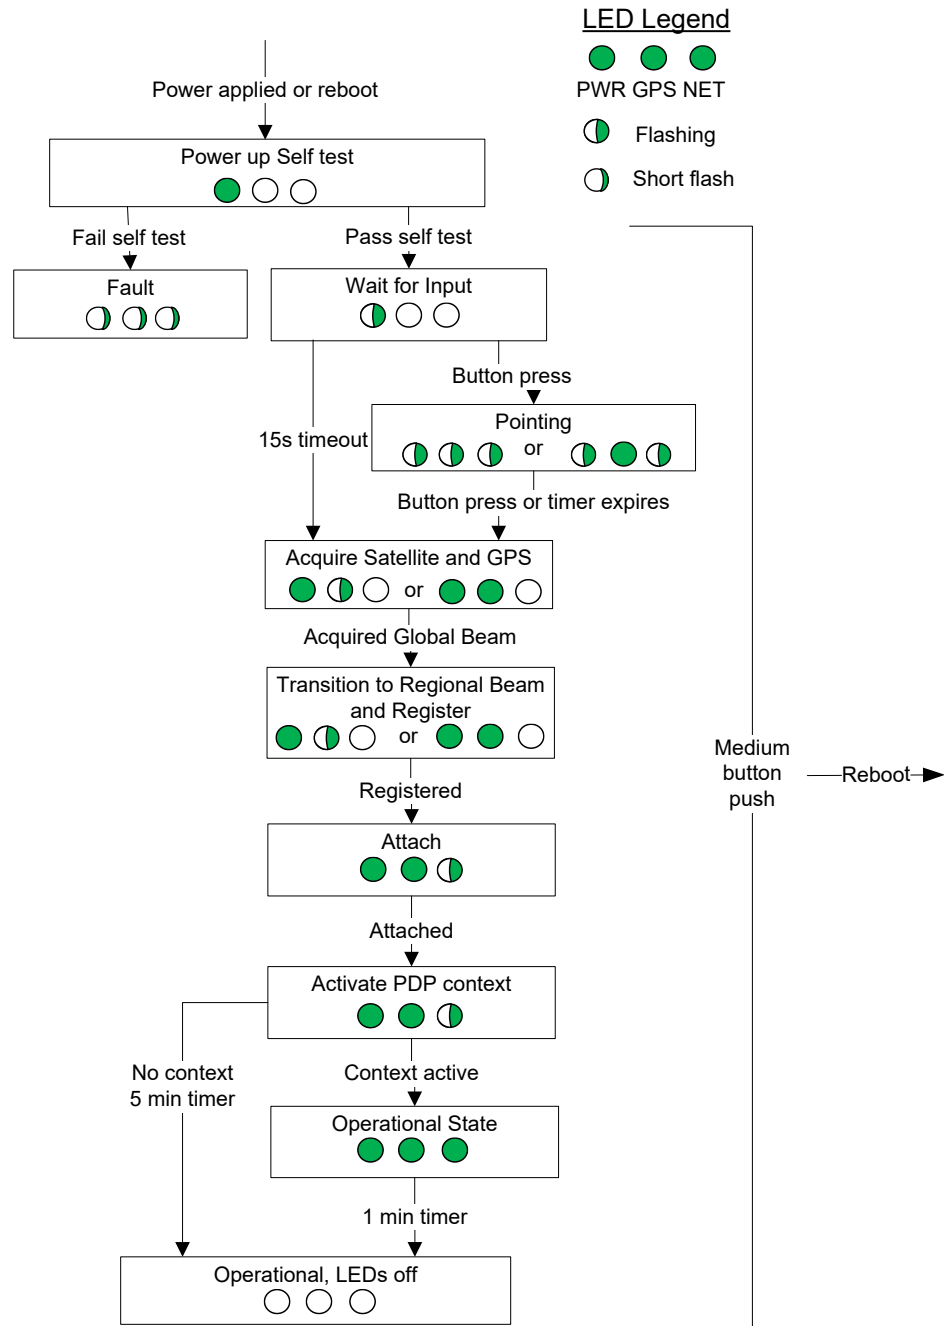 LED Legend
PWR GPS NET
Flashing
Short flash
Power applied or reboot
Power up Self test
Fail self test
Pass self test
Fault
Wait for Input
Button press
15s timeout
Pointing
or
Button press or timer expires
Acquire Satellite and GPS
or
Acquired Global Beam
Transition to Regional Beam
and Register
or
Registered
Attach
Attached
Activate PDP context
No context
5 min timer
Context active
Operational State
1 min timer
Operational, LEDs off
Medium
button
push
Reboot